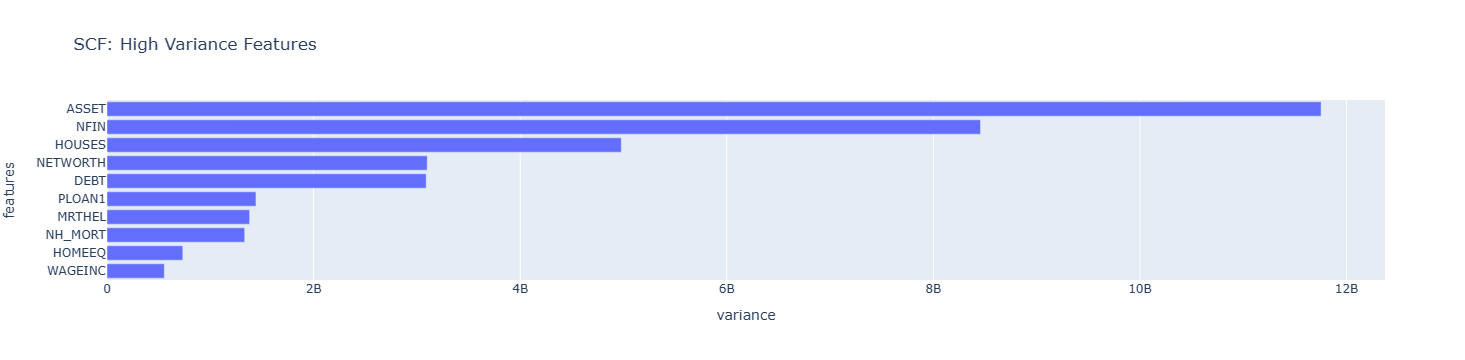 SCF: High Variance Features
features
ASSET
NFIN
HOUSES
NETWORTH
DEBT
PLOAN1
MRTHEL
NH_MORT
HOMEEQ
WAGEINC
0 2B 4B 6B 8B 10B 12B
variance